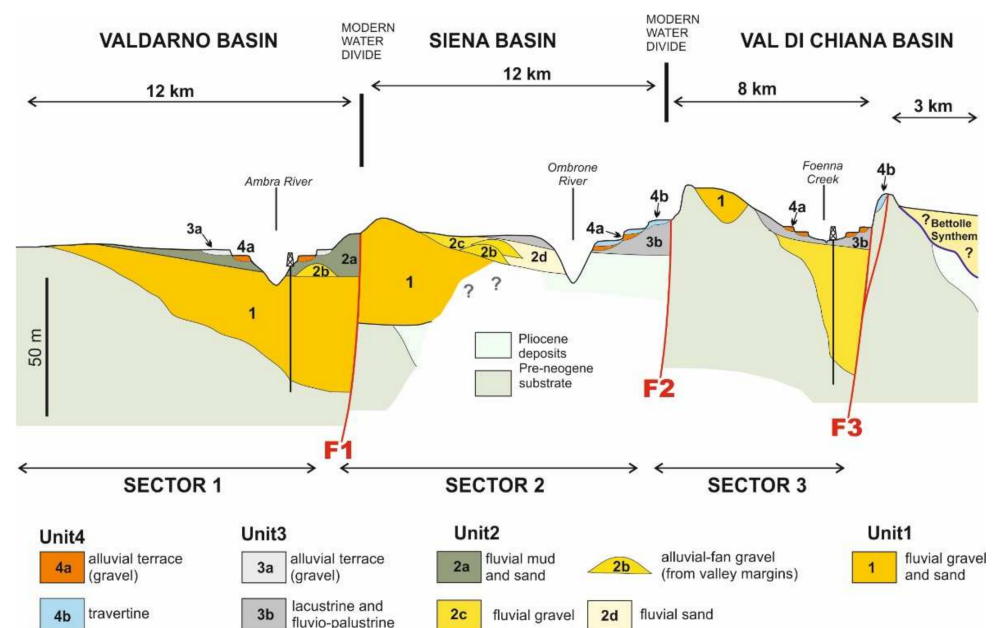 VALDARNO BASIN
MODERN
WATER
DIVIDE
SIENA BASIN
MODERN
WATER
DIVIDE
VAL DI CHIANA BASIN
12 km
12 km
8 km
3 km
Ambra River
Ombrone
River
Foenna
Creek
4b
3a
4a
2a
2b
1
1
2c
2b
2d
4a
4b
3b
1
4a
3b
?
Bettolle
Synthem
?
? ?
50 m
Pliocene
deposits
Pre-neogene
substrate
F1
F2
F3
SECTOR 1
SECTOR 2
SECTOR 3
Unit4
Unit3
Unit2
Unit1
4a alluvial terrace
(gravel)
3a alluvial terrace
(gravel)
2a fluvial mud
and sand
2b alluvial-fan gravel
(from valley margins)
1 fluvial gravel
and sand
4b travertine
3b lacustrine and
fluvio-palustrine
2c fluvial gravel
2d fluvial sand